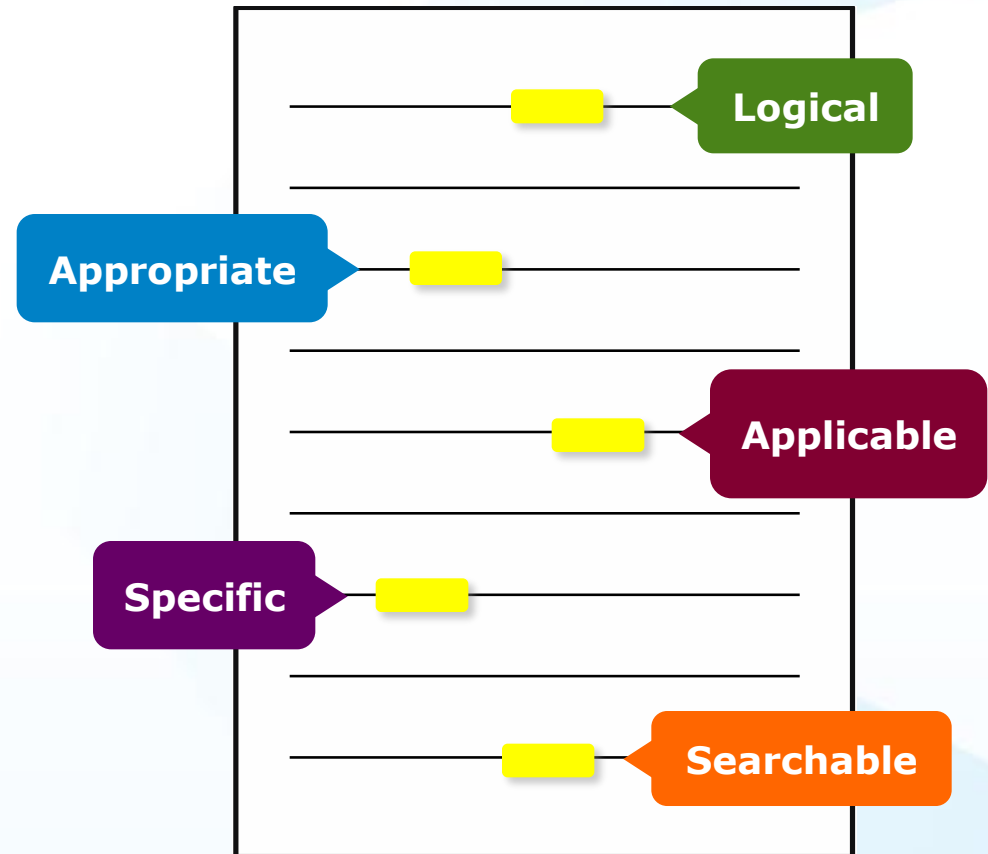 Logical
Appropriate
Applicable
Specific
Searchable